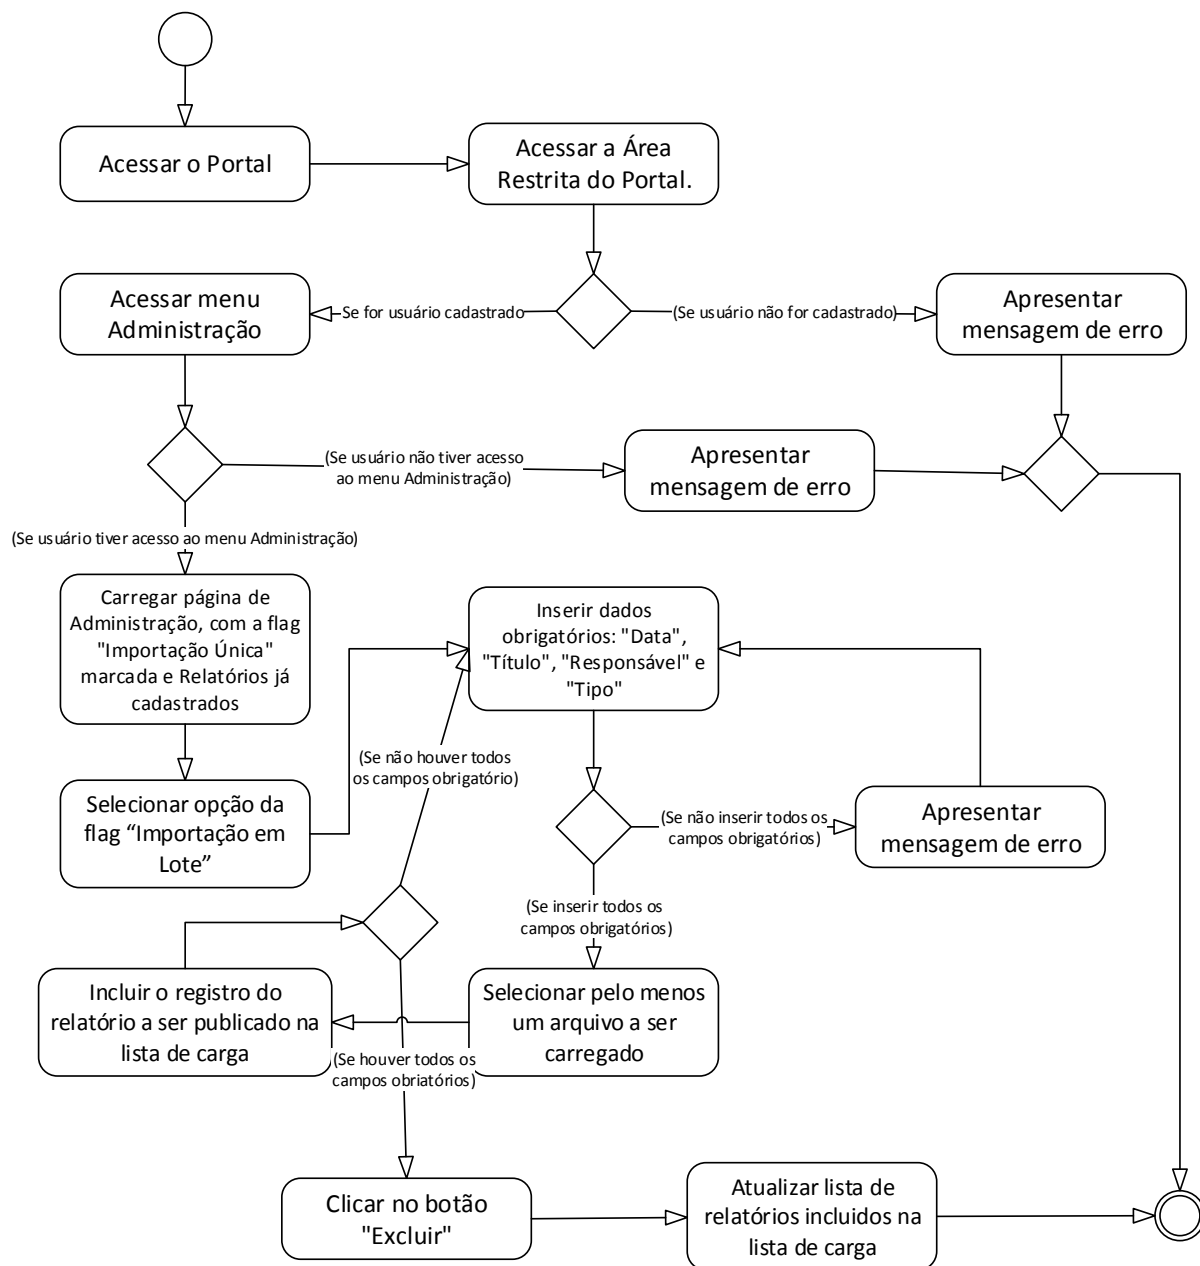 Acessar o Portal
Acessar a Área
Restrita do Portal.
Acessar menu
Administração
Se for usuário cadastrado
(Se usuário não for cadastrado)
Apresentar
mensagem de erro
(Se usuário não tiver acesso
ao menu Administração)
Apresentar
mensagem de erro
(Se usuário tiver acesso ao menu Administração)
Carregar página de
Administração, com a flag
"Importação Única"
marcada e Relatórios já
cadastrados
Inserir dados
obrigatórios: "Data",
"Título", "Responsável" e
"Tipo"
(Se não houver todos
os campos obrigatório)
Selecionar opção da
flag “Importação em
Lote”
(Se não inserir todos os
campos obrigatórios)
Apresentar
mensagem de erro
(Se inserir todos os
campos obrigatórios)
Incluir o registro do
relatório a ser publicado na
lista de carga
Selecionar pelo menos
um arquivo a ser
carregado
(Se houver todos os
campos obriatórios)
Clicar no botão
"Excluir"
Atualizar lista de
relatórios incluidos na
lista de carga